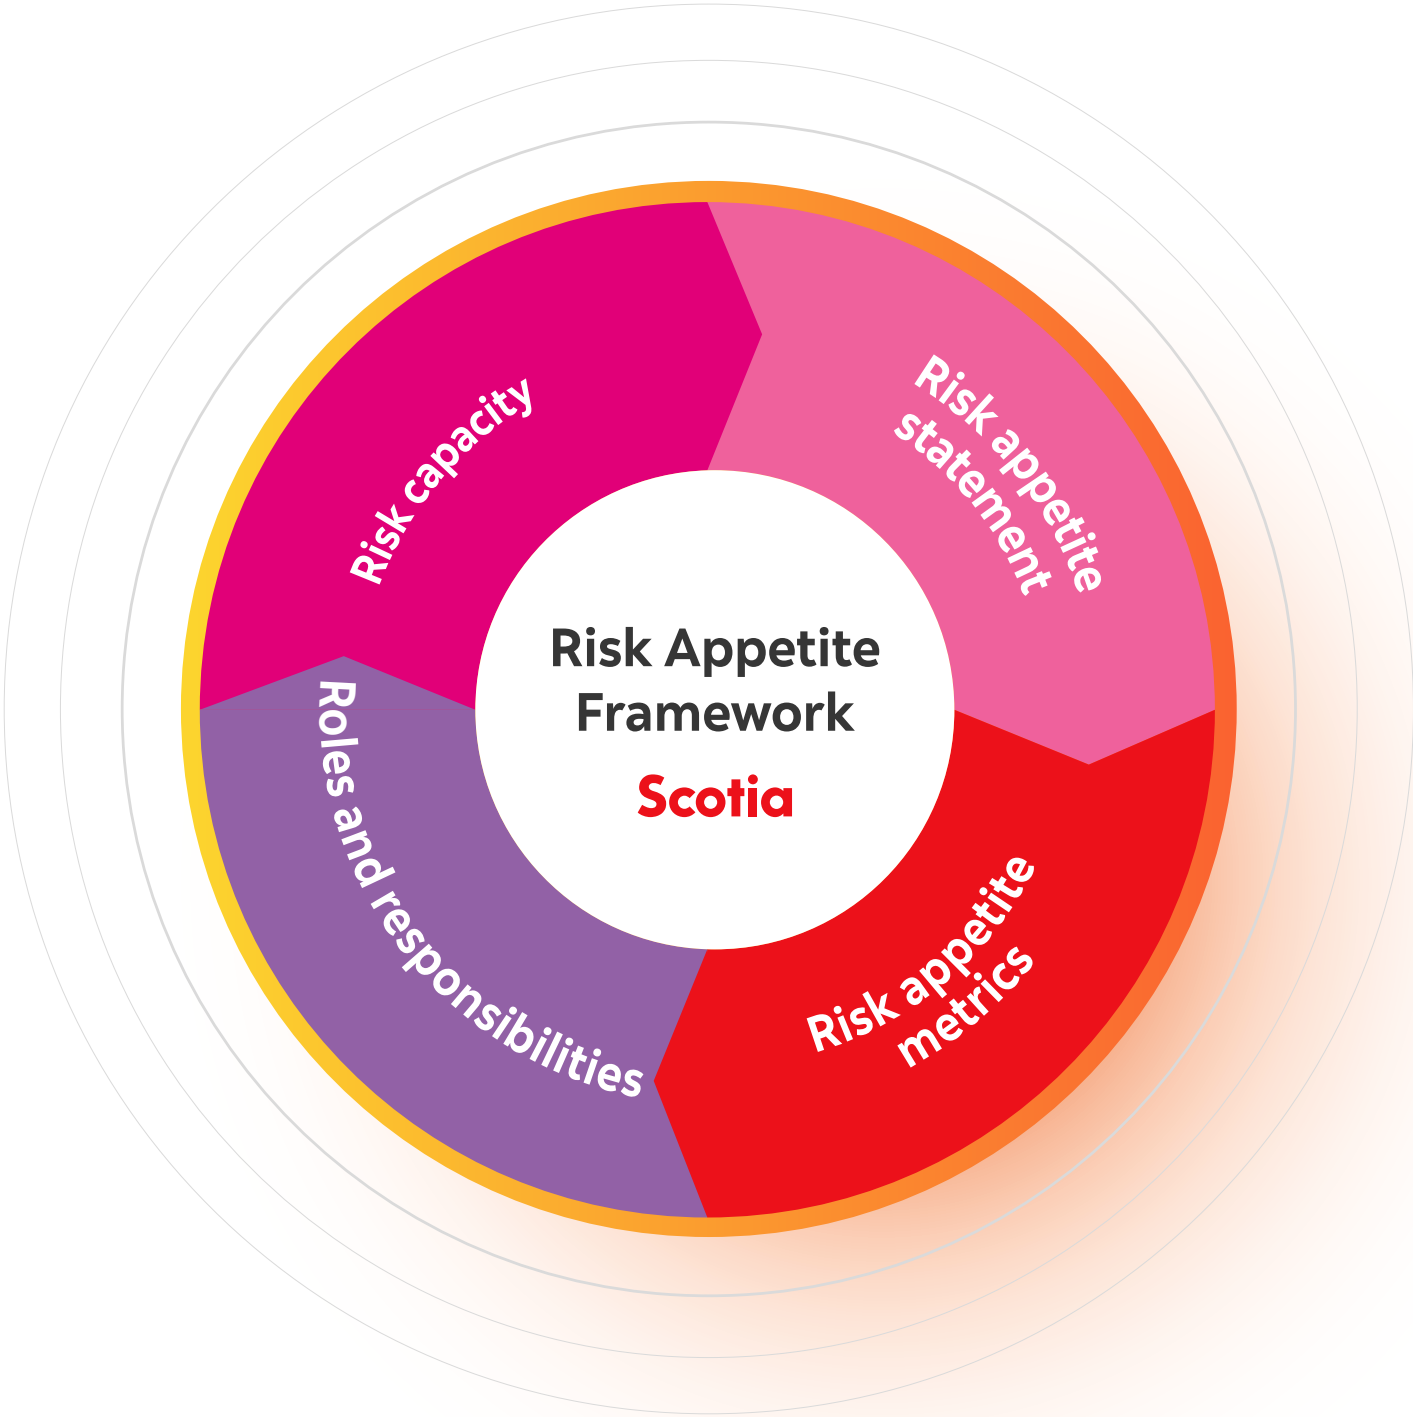 Risk capacity
Risk appetite
statement
Risk Appetite
Framework
Scotia
Roles and responsibilities
Risk appetite
metrics